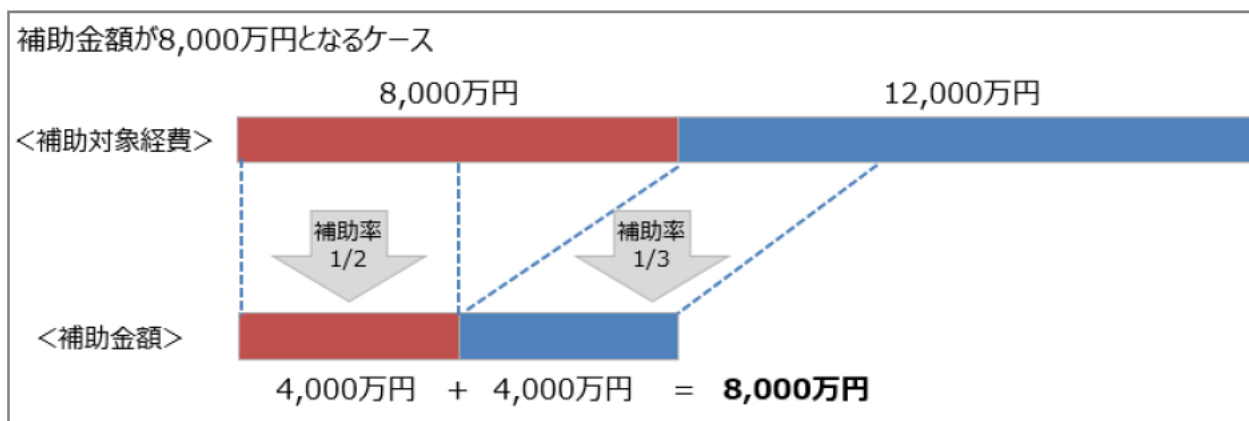 補助金額が8,000万円となるケース
8,000万円
12,000万円
＜補助対象経費＞
補助率
1/2
補助率
1/3
＜補助金額＞
4,000万円 + 4,000万円 = 8,000万円